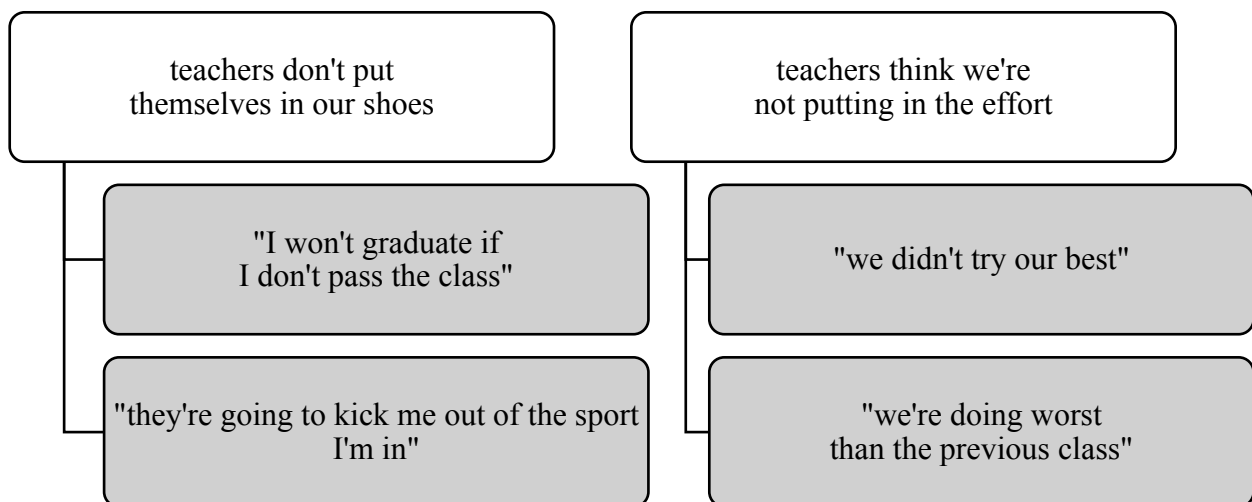 teachers don't put
themselves in our shoes
"I won't graduate if
I don't pass the class"
"they're going to kick me out of the sport
I'm in"
teachers think we're
not putting in the effort
"we didn't try our best"
"we're doing worst
than the previous class"